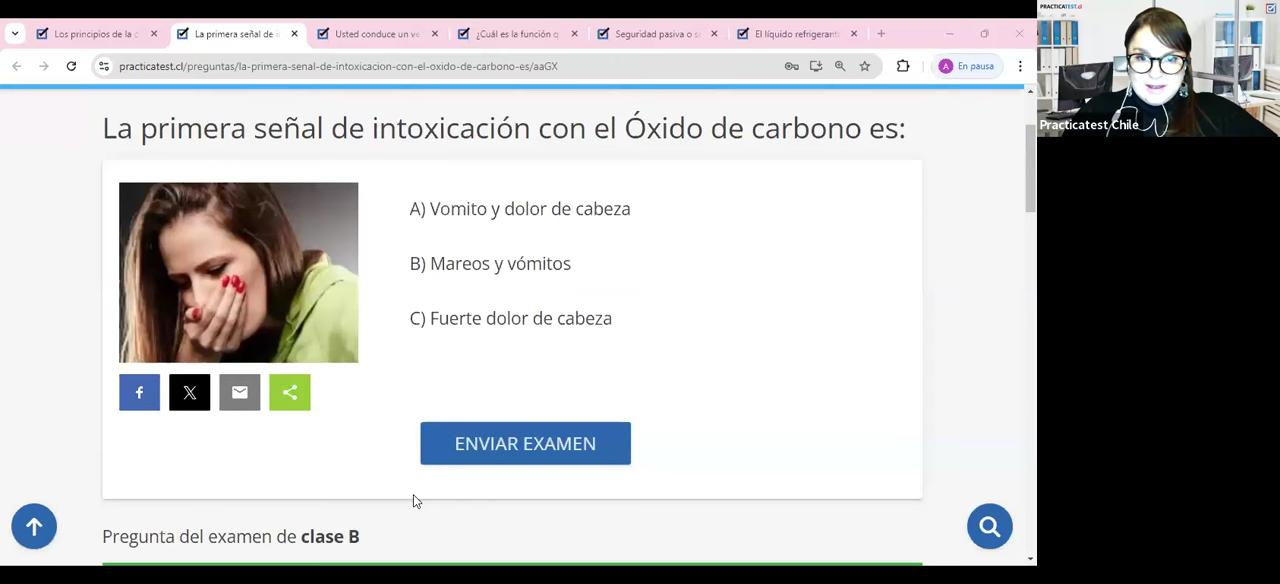 Los principios de la c
La primera señal de i
Usted conduce un ve
¿Cuál es la función q
Seguridad pasiva o s
El líquido refrigerant
practicatest.cl/preguntas/la-primera-senal-de-intoxicacion-con-el-oxido-de-carbono-es/aaGX
A
En pausa
PRACTICATEST.cl
Practicatest Chile
La primera señal de intoxicación con el Óxido de carbono es:
A) Vomito y dolor de cabeza
B) Mareos y vómitos
C) Fuerte dolor de cabeza
ENVIAR EXAMEN
Pregunta del examen de clase B